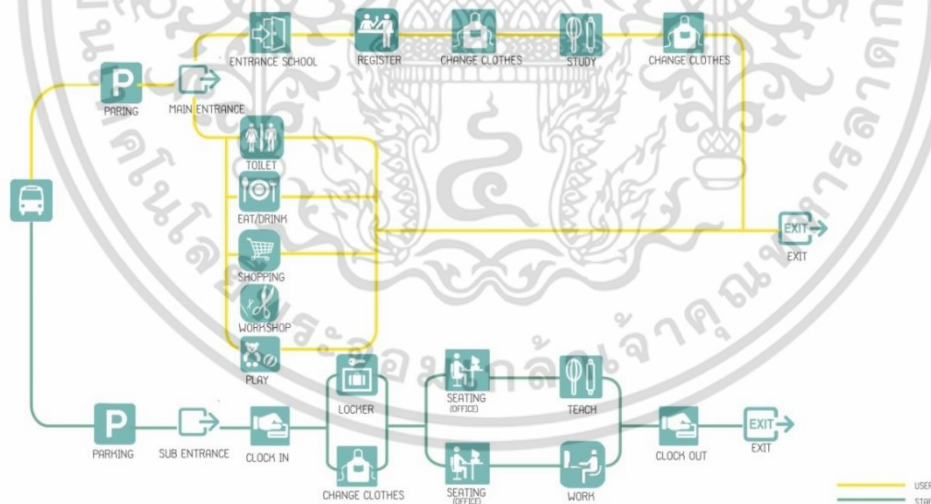 ENTRANCE SCHOOL
REGISTER
CHANGE CLOTHES
STUDY
CHANGE CLOTHES
P
PARING
MAIN ENTRANCE
TOILET
EAT/DRINK
SHOPPING
WORKSHOP
PLAY
EXIT
EXIT
P
PARKING
SUB ENTRANCE
CLOCK IN
LOCKER
CHANGE CLOTHES
SEATING
(OFFICE)
TEACH
SEATING
(OFFICE)
WORK
CLOCK OUT
EXIT
EXIT
USER